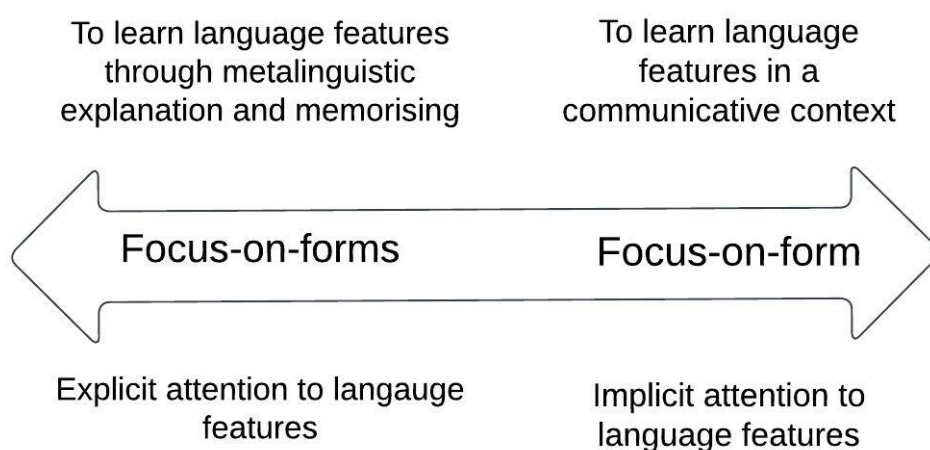 To learn language features
through metalinguistic
explanation and memorising
To learn language
features in a
communicative context
Focus-on-forms
Focus-on-form
Explicit attention to langauge
features
Implicit attention to
language features